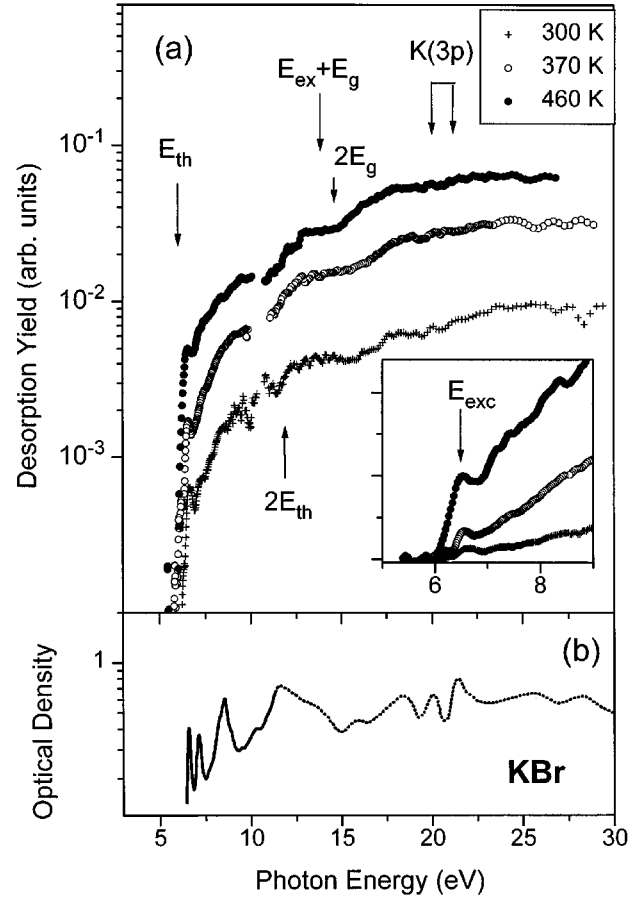 (a)
K(3p)
+ 300 K
○ 370 K
● 460 K
E_ex+E_g
E_th
2E_g
10^-1
10^-2
10^-3
Desorption Yield (arb. units)
2E_th
E_exc
6 8
(b)
1
Optical Density
KBr
5 10 15 20 25 30
Photon Energy (eV)